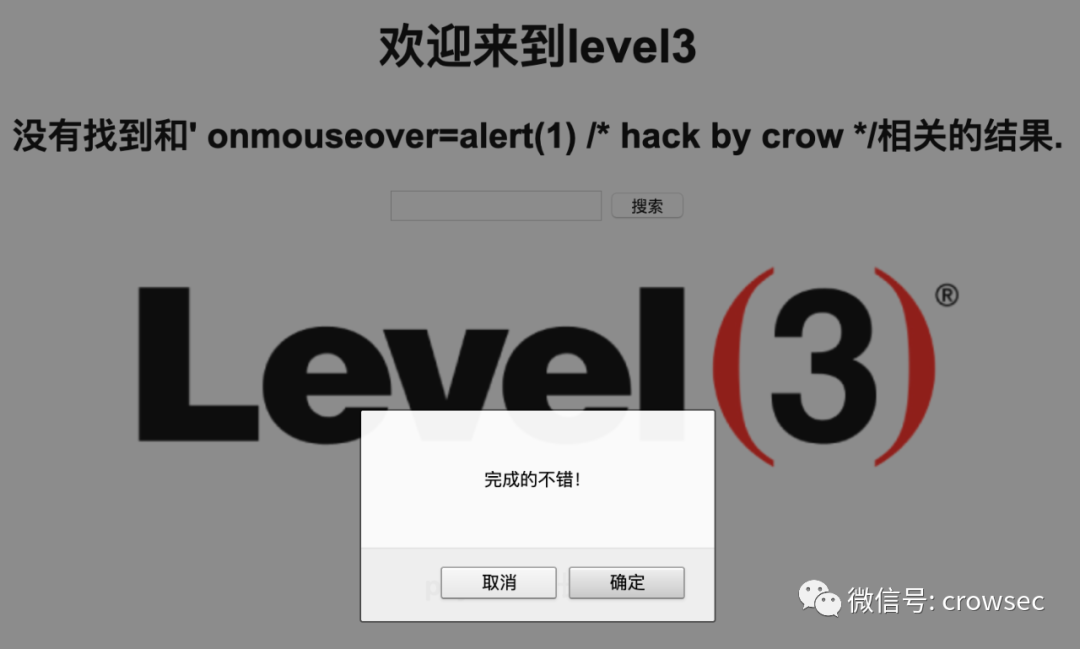 欢迎来到level3
没有找到和' onmouseover=alert(1) /* hack by crow */相关的结果.
搜索
Level(3)®
完成的不错!
取消 确定
微信号: crowsec